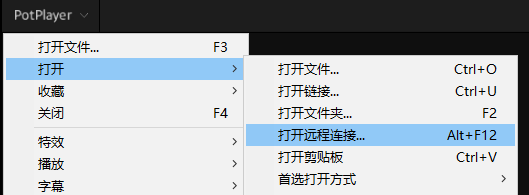 PotPlayer
打开文件... F3
打开
收藏
关闭 F4
特效
播放
字幕
打开文件... Ctrl+O
打开链接... Ctrl+U
打开文件夹... F2
打开远程连接... Alt+F12
打开剪贴板 Ctrl+V
首选打开方式